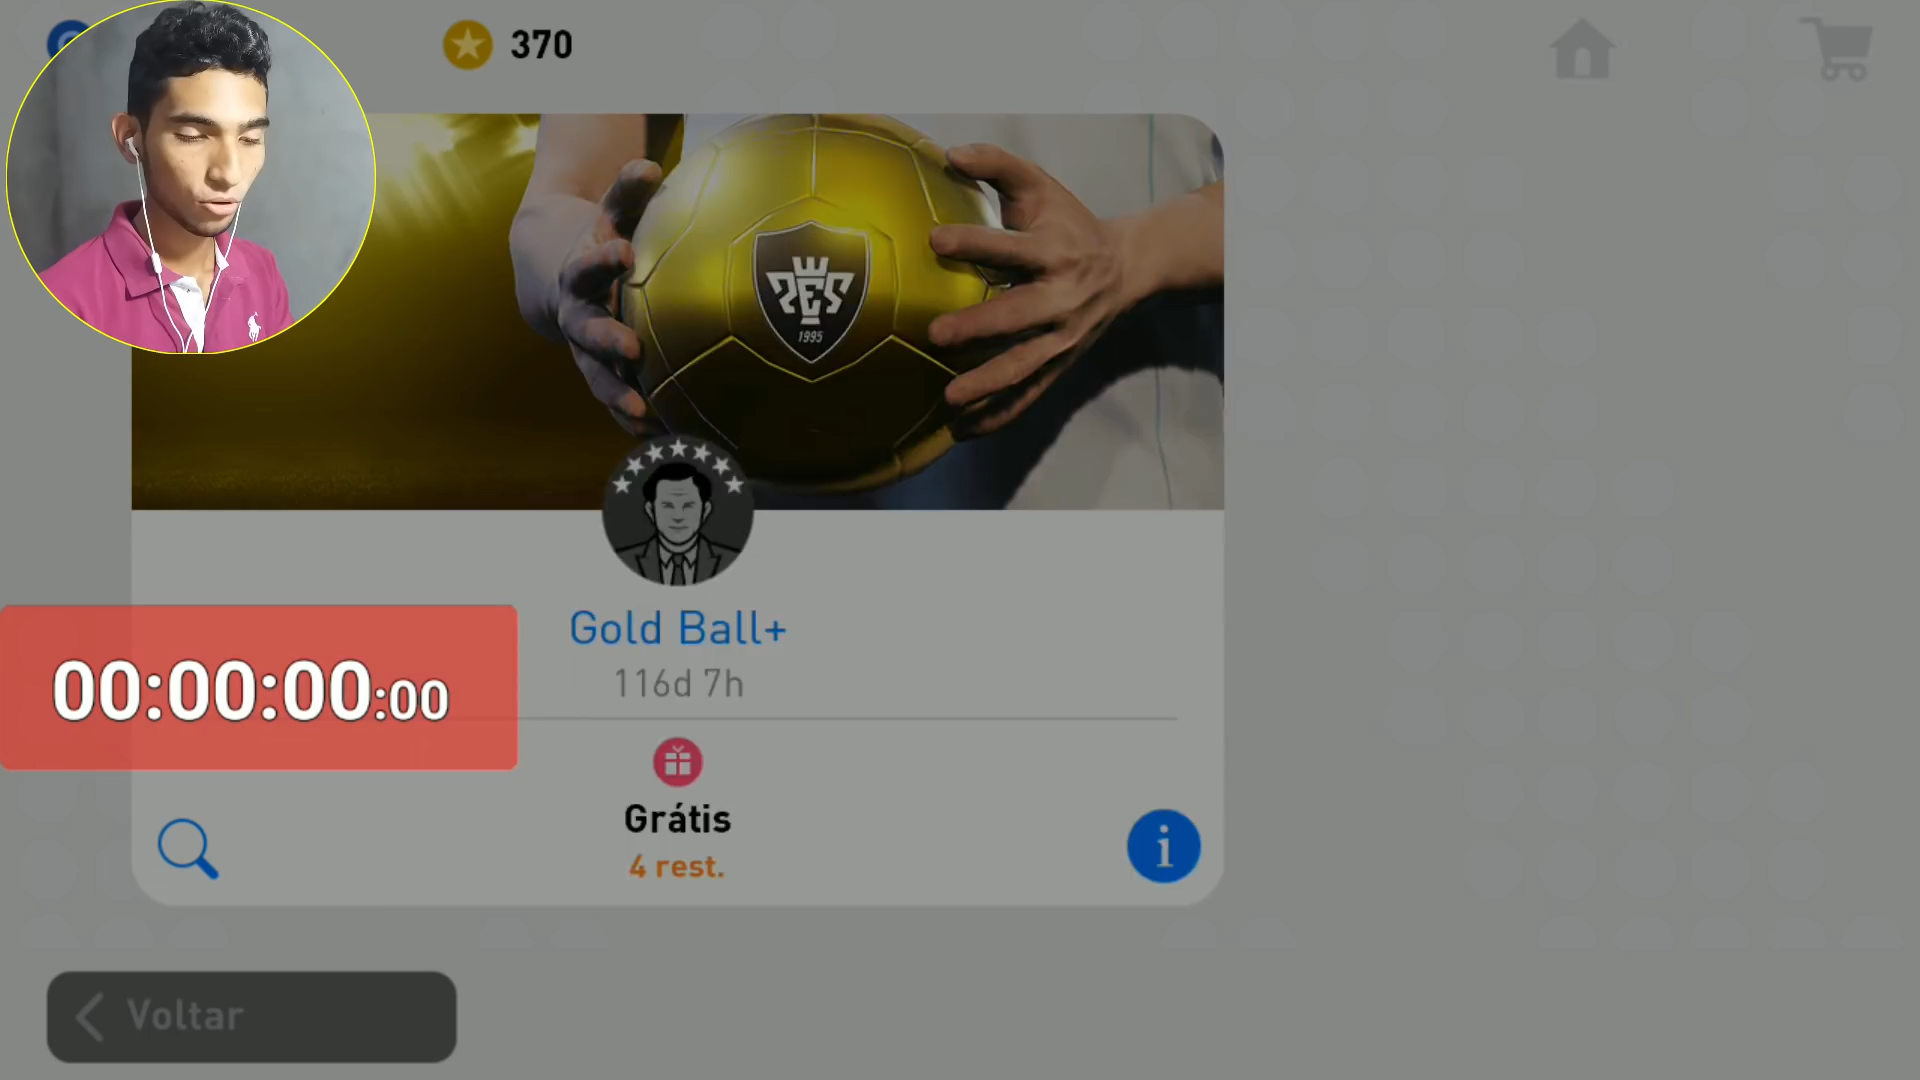 370
PES
1995
Gold Ball+
116d 7h
00:00:00:00
Grátis
4 rest.
i
Voltar